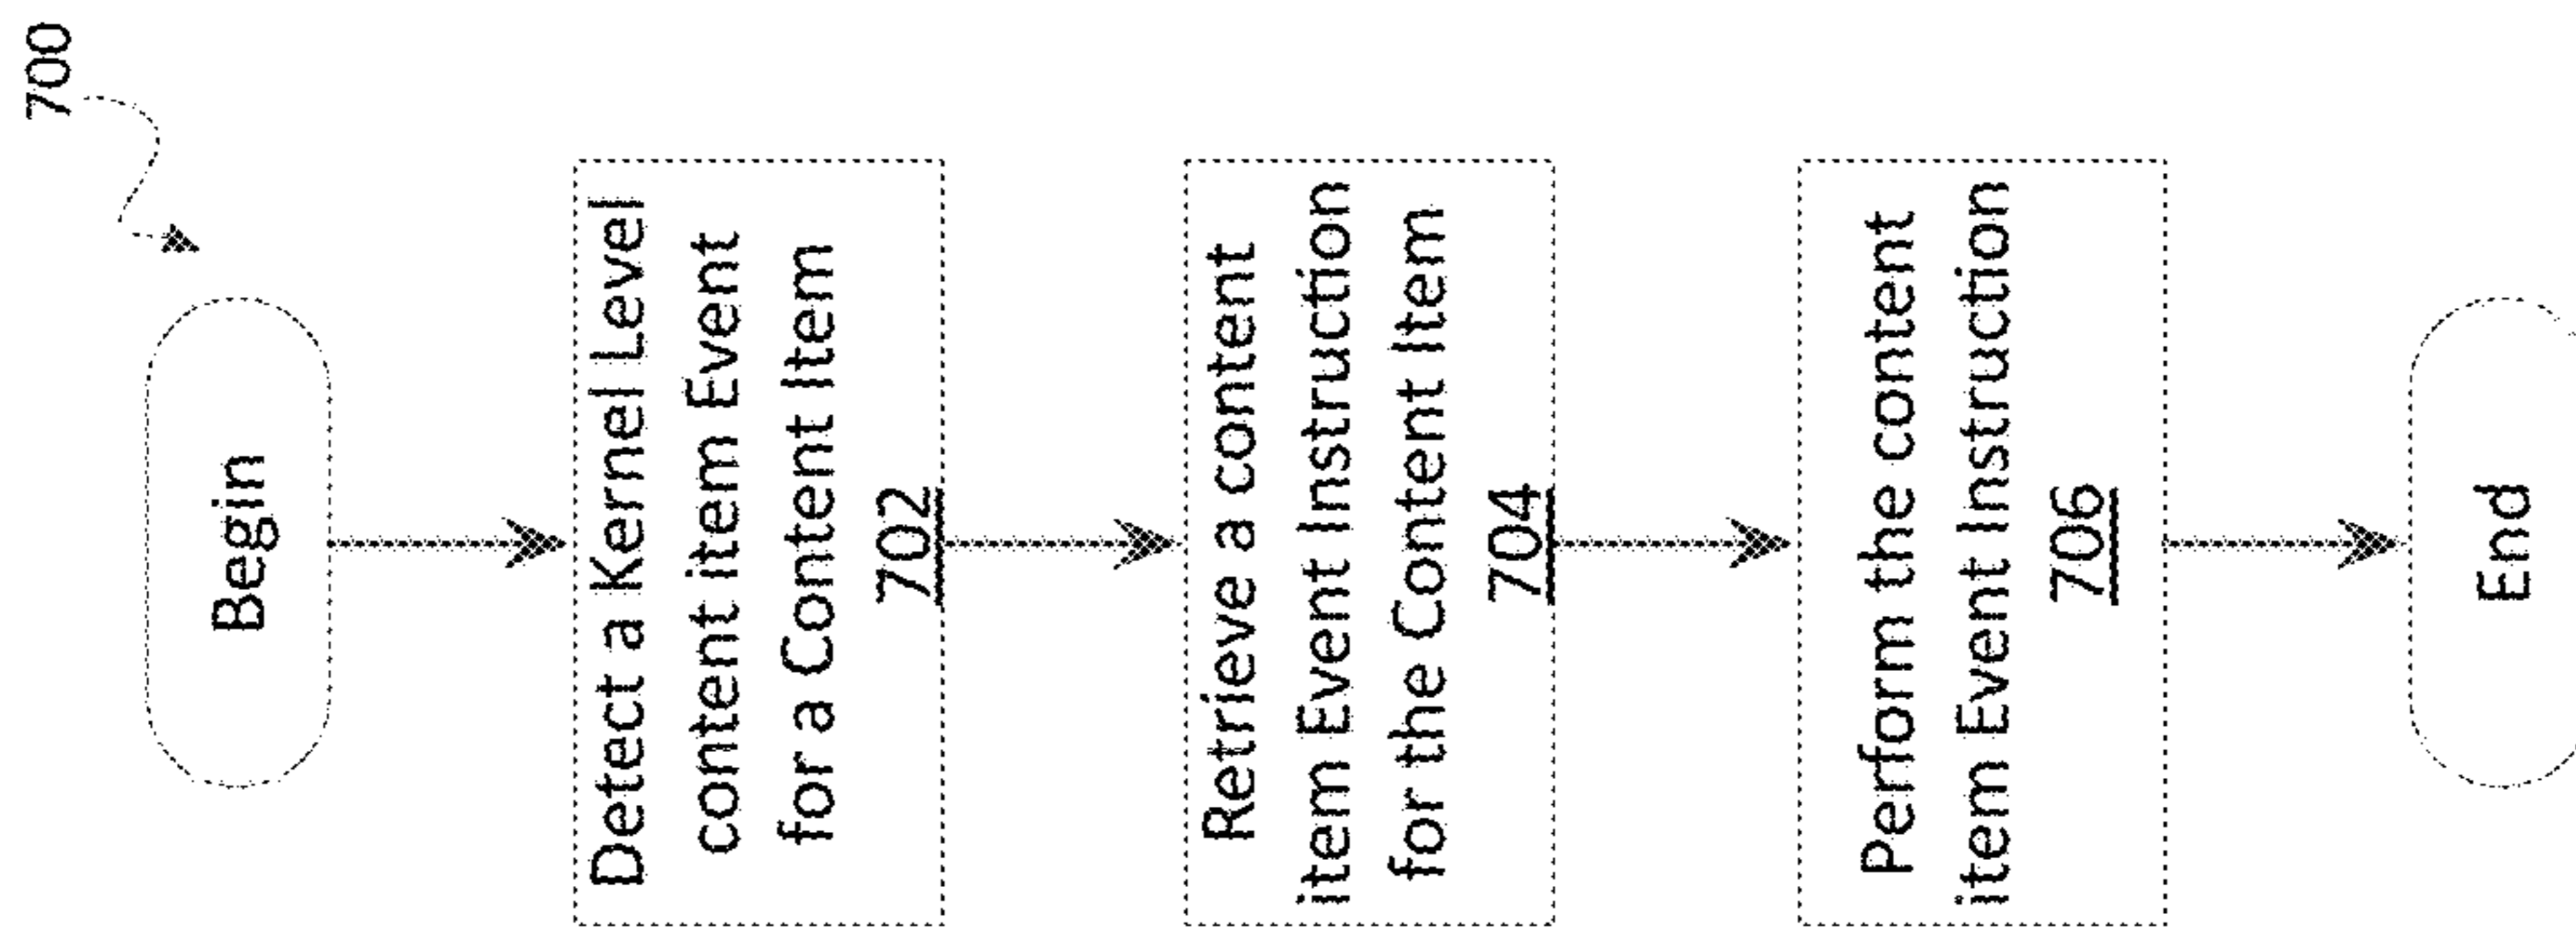 700
Begin
Detect a Kernel Level
content item Event
for a Content Item
702
Retrieve a content
item Event Instruction
for the Content Item
704
Perform the content
item Event Instruction
706
End